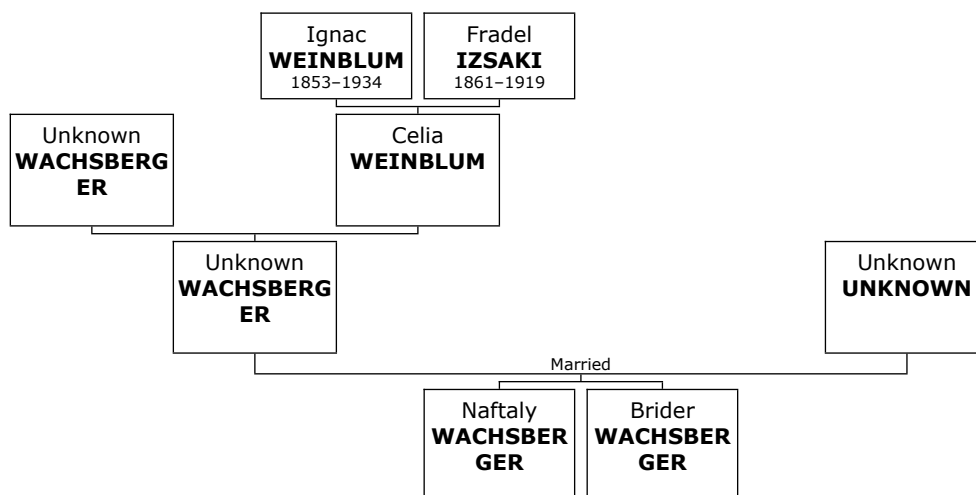 Ignac
WEINBLUM
1853–1934
Fradel
IZSAKI
1861–1919
Unknown
WACHSBERG
ER
Celia
WEINBLUM
Unknown
WACHSBERG
ER
Unknown
UNKNOWN
Married
Naftaly
WACHSBER
GER
Brider
WACHSBER
GER